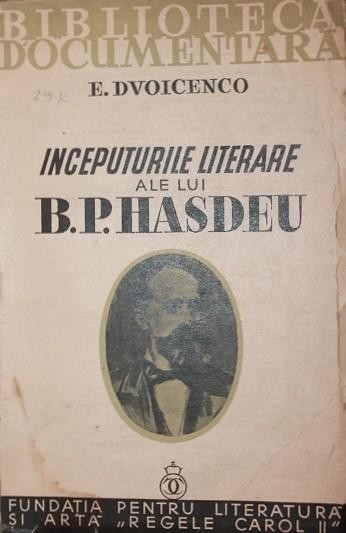 BIBLIOTECA
DOCUMENTARĂ
E. DVOICENCO
INCEPUTURILE LITERARE
ALE LUI
B.P. HASDEU
FUNDAȚIA PENTRU LITERATURĂ
ȘI ARTĂ „REGELE CAROL II"